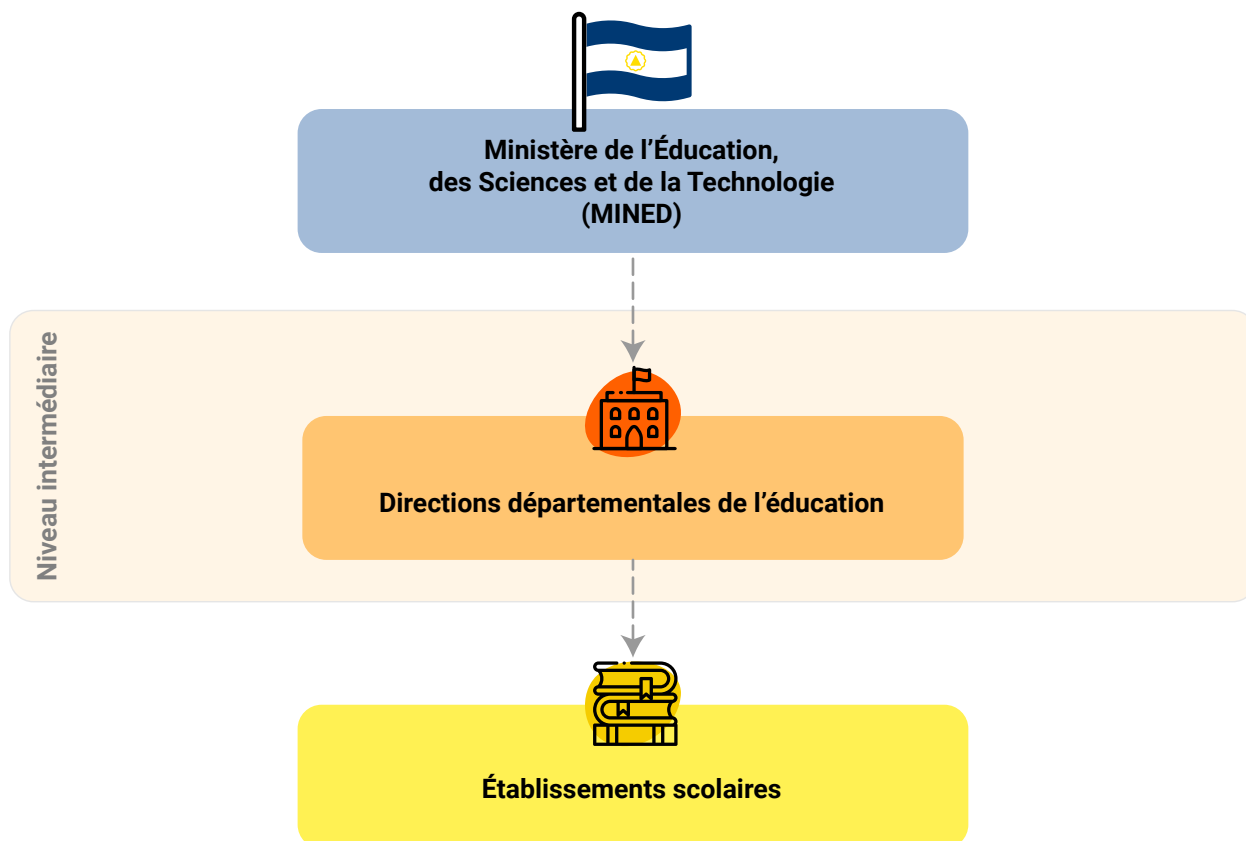 Ministère de l’Éducation,
des Sciences et de la Technologie
(MINED)
Niveau intermédiaire
Directions départementales de l’éducation
Établissements scolaires